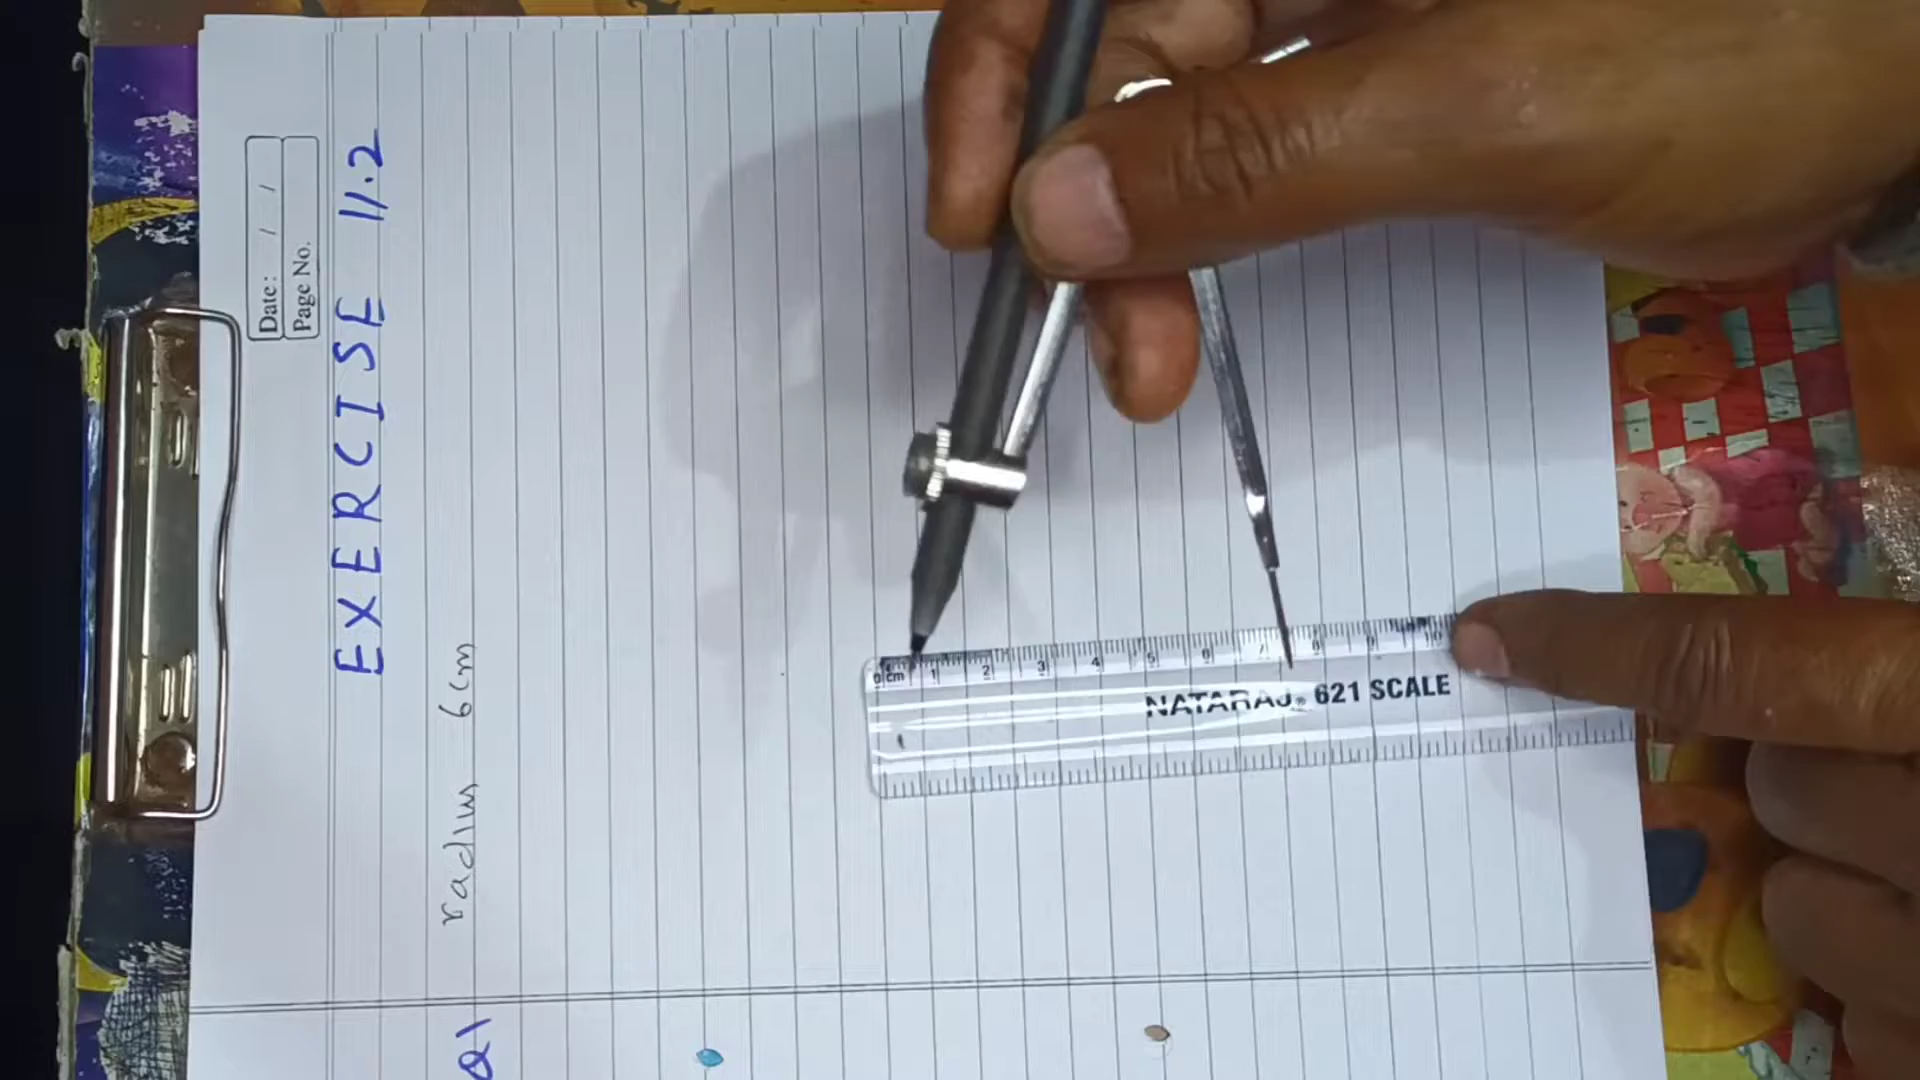 Date: / /
Page No.
EXERCISE 11.2
Q1
radius 6cm
0 cm 1 2 3 4 5 6 7 8 9 10
NATARAJ® 621 SCALE